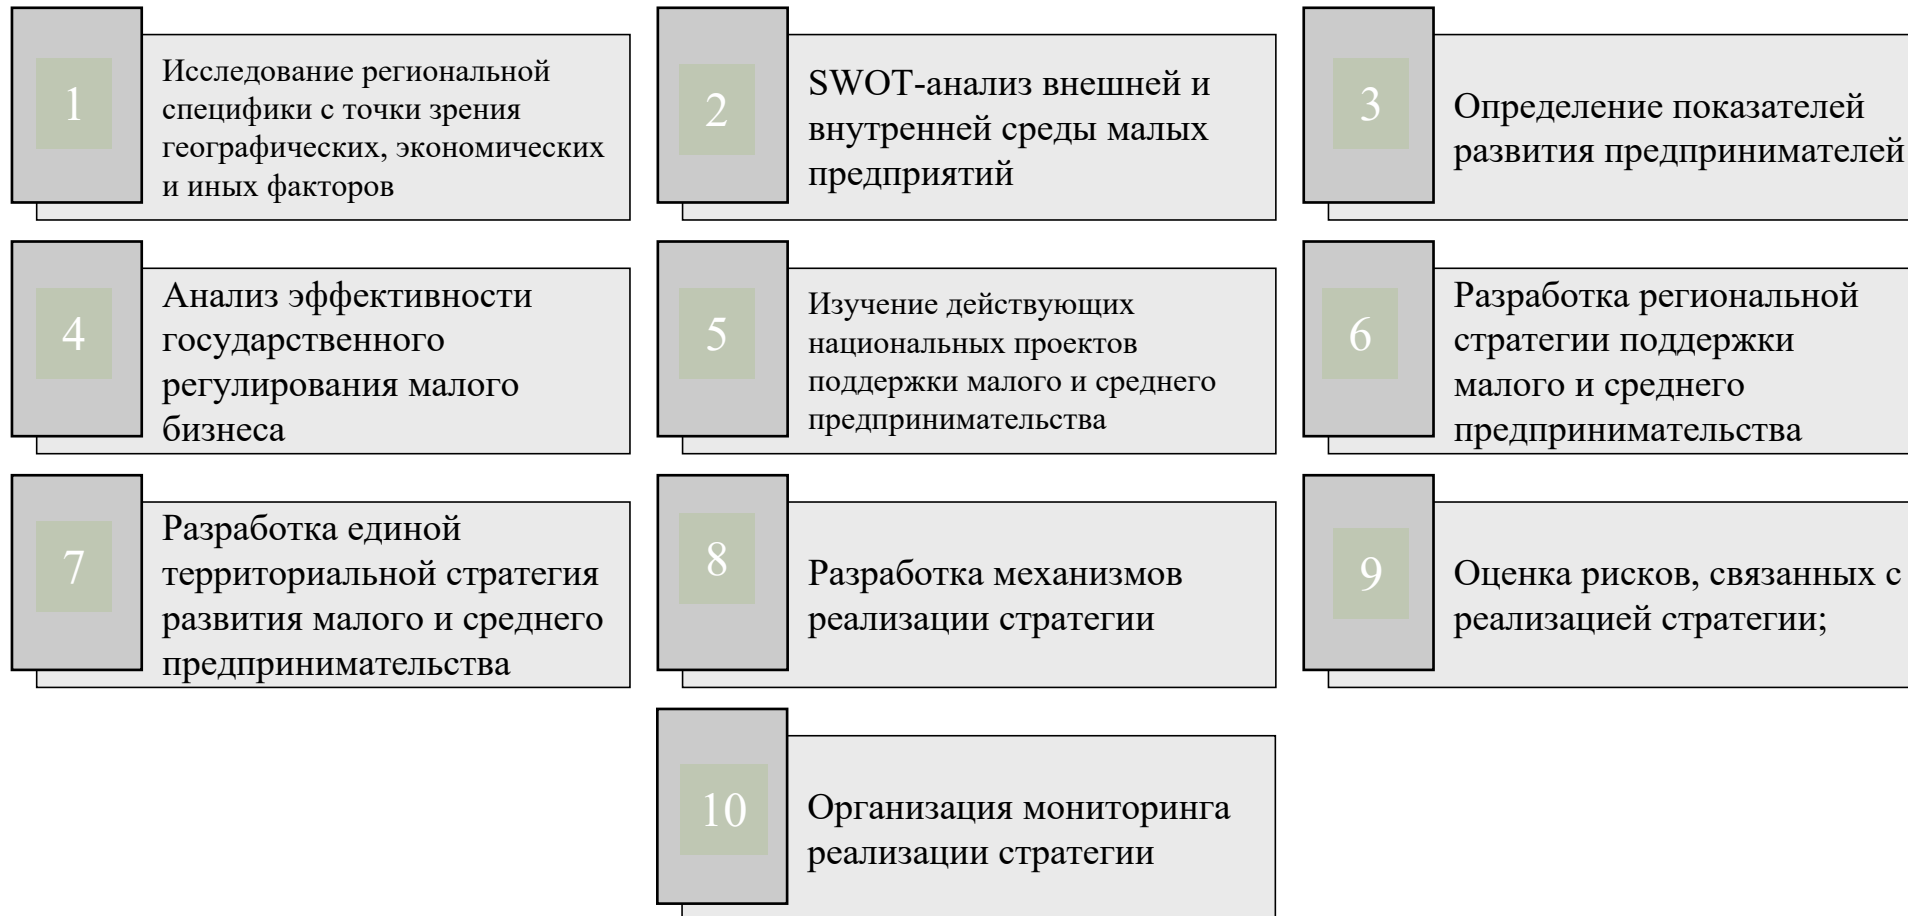 1
Исследование региональной
специфики с точки зрения
географических, экономических
и иных факторов
2
SWOT-анализ внешней и
внутренней среды малых
предприятий
3
Определение показателей
развития предпринимателей
4
Анализ эффективности
государственного
регулирования малого
бизнеса
5
Изучение действующих
национальных проектов
поддержки малого и среднего
предпринимательства
6
Разработка региональной
стратегии поддержки
малого и среднего
предпринимательства
7
Разработка единой
территориальной стратегия
развития малого и среднего
предпринимательства
8
Разработка механизмов
реализации стратегии
9
Оценка рисков, связанных с
реализацией стратегии;
10
Организация мониторинга
реализации стратегии